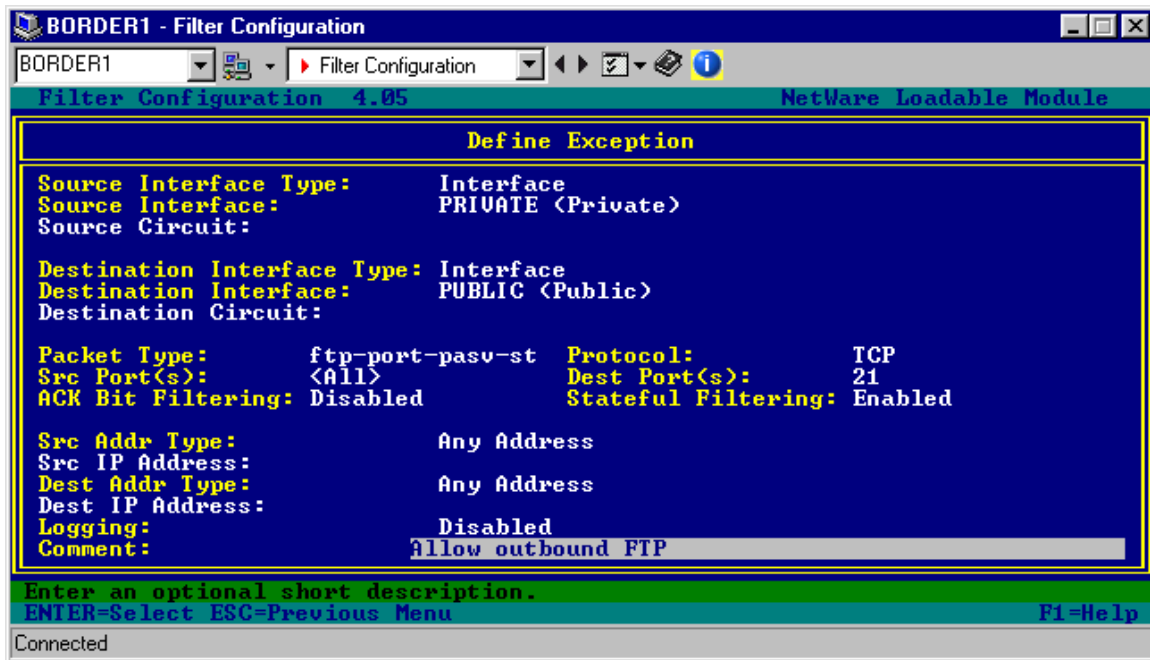 BORDER1 - Filter Configuration
BORDER1 Filter Configuration
Filter Configuration 4.05 NetWare Loadable Module
Define Exception
Source Interface Type: Interface
Source Interface: PRIVATE <Private>
Source Circuit:
Destination Interface Type: Interface
Destination Interface: PUBLIC <Public>
Destination Circuit:
Packet Type: ftp-port-pasv-st Protocol: TCP
Src Port<s>: <All> Dest Port<s>: 21
ACK Bit Filtering: Disabled Stateful Filtering: Enabled
Src Addr Type: Any Address
Src IP Address:
Dest Addr Type: Any Address
Dest IP Address:
Logging: Disabled
Comment: Allow outbound FTP
Enter an optional short description.
ENTER=Select ESC=Previous Menu F1=Help
Connected